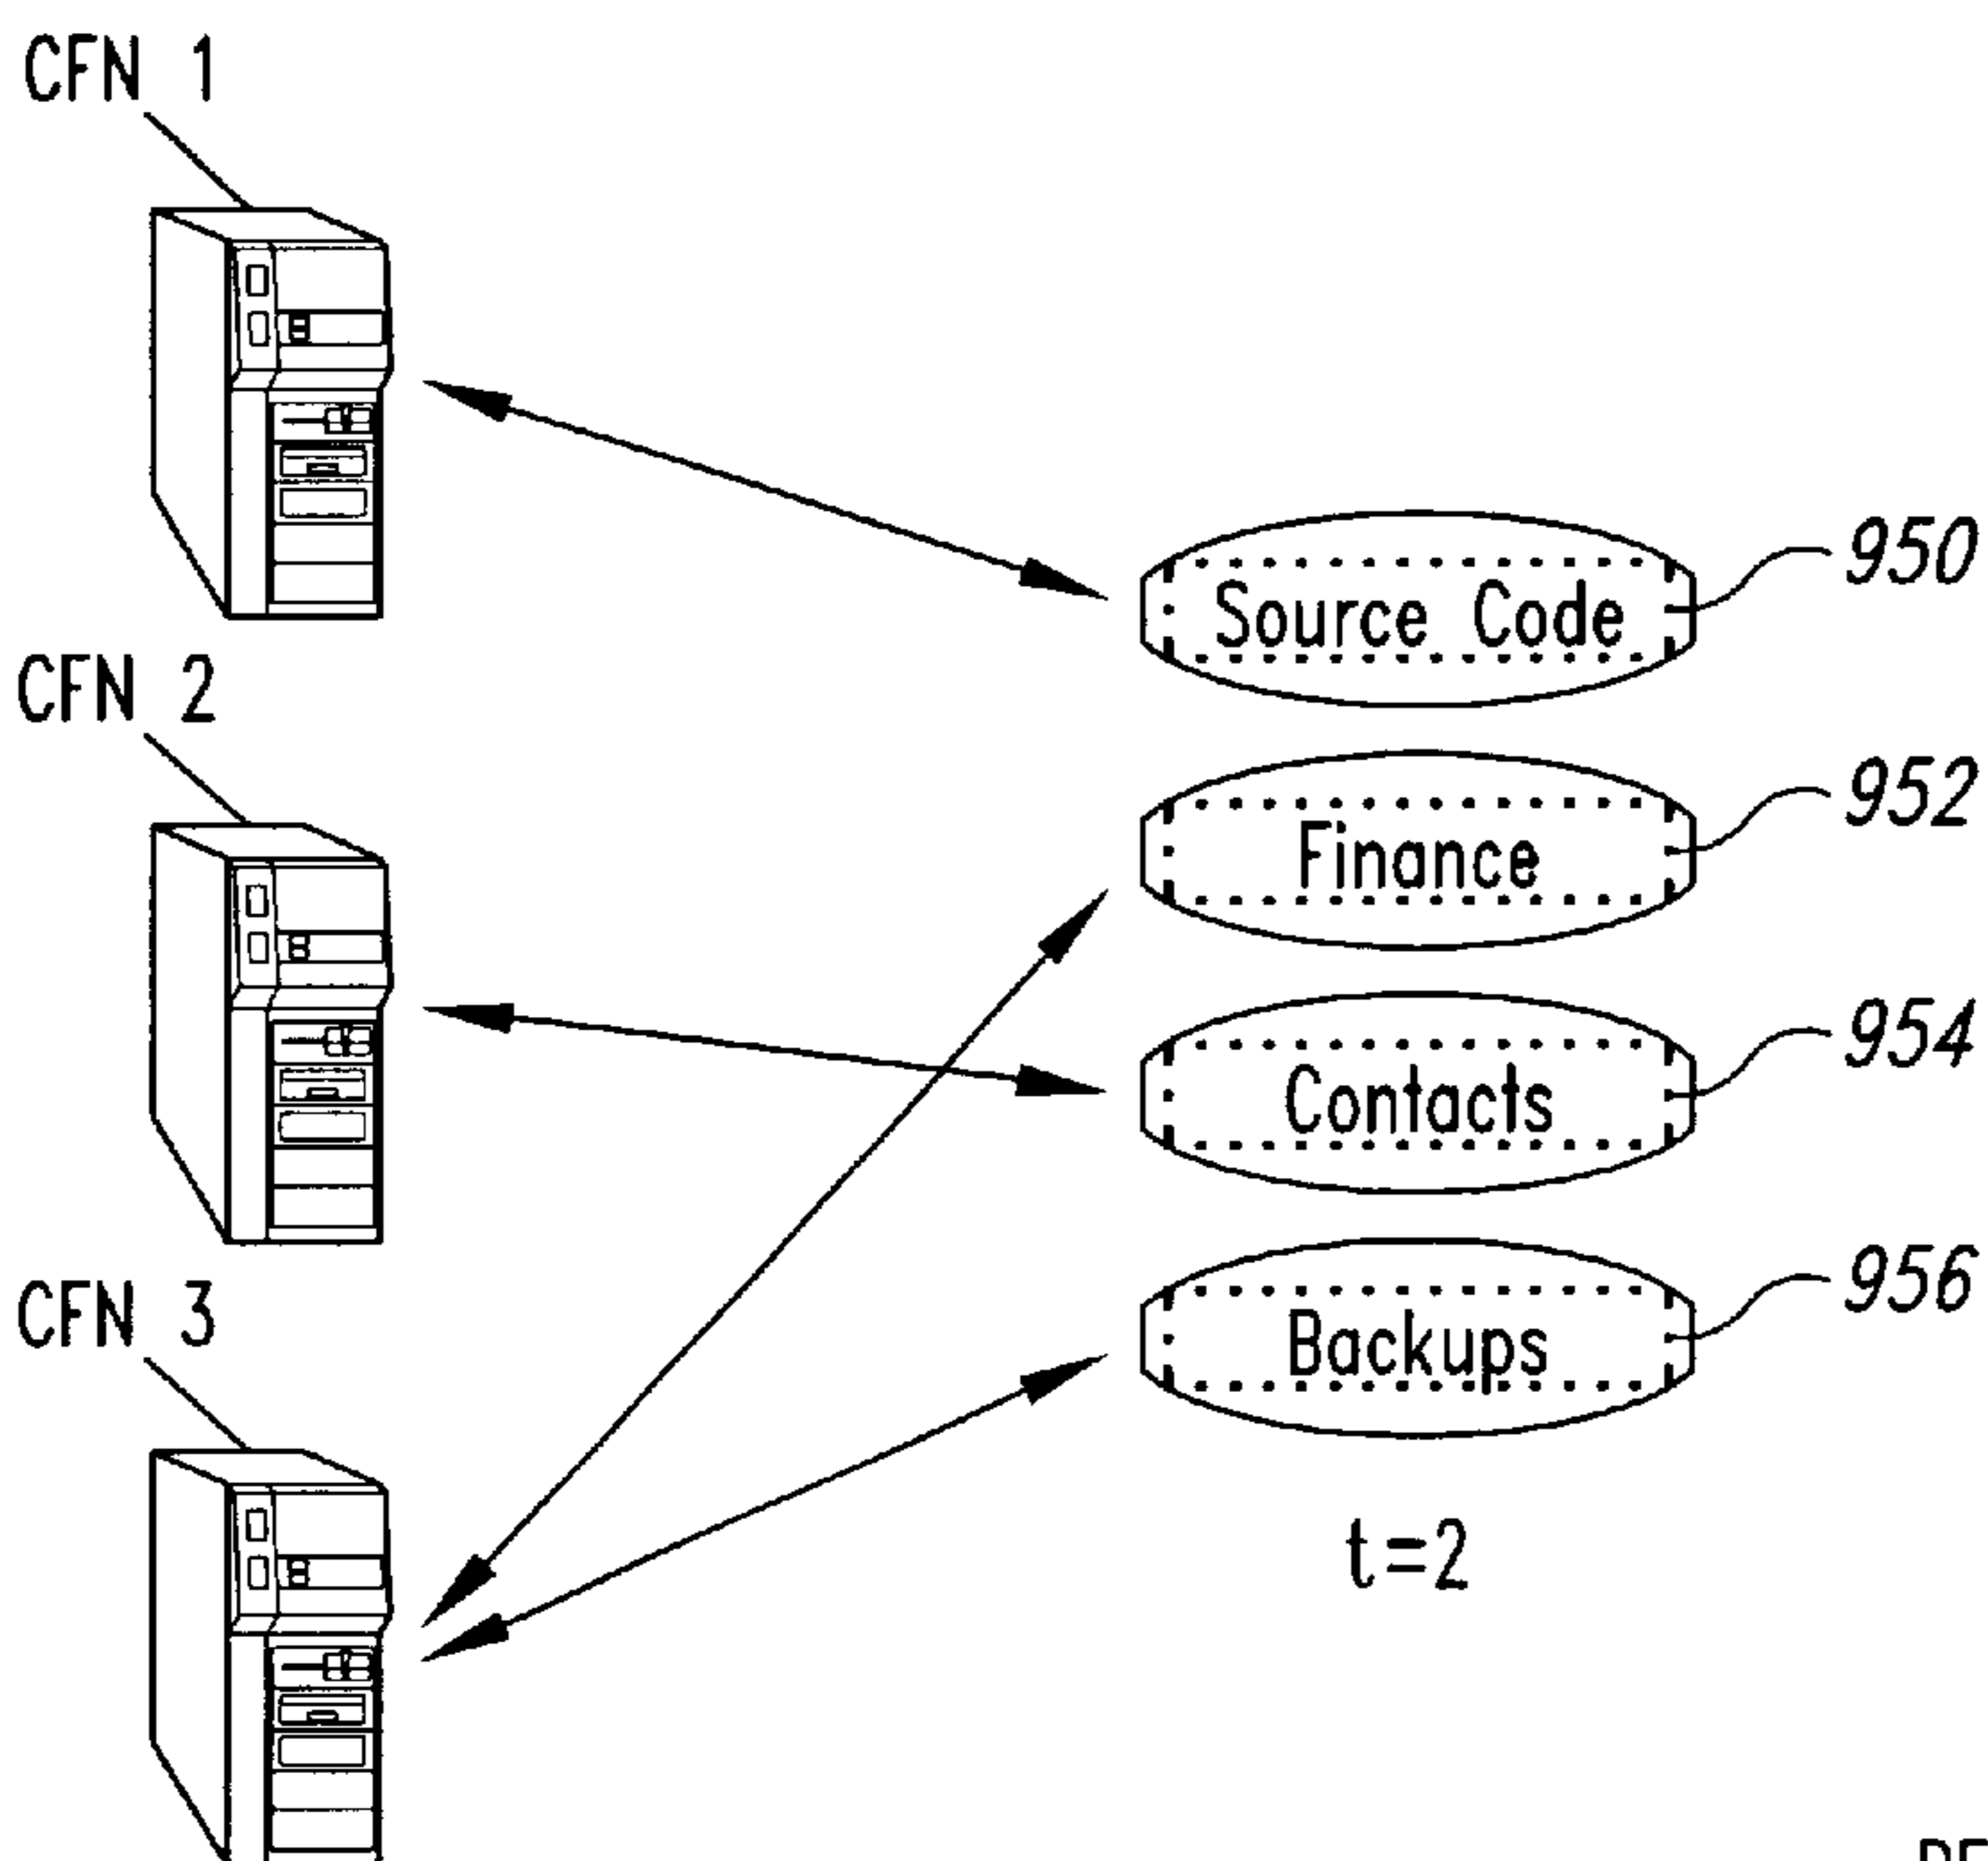 CFN 1
Source Code
950
CFN 2
Finance
952
Contacts
954
CFN 3
Backups
956
t=2